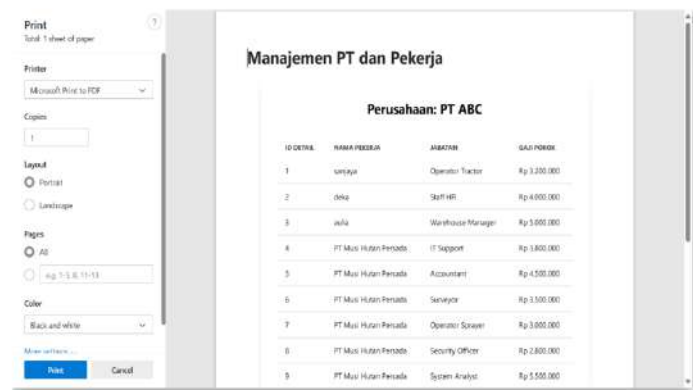 Print
?
Total: 1 sheet of paper
Printer
Microsoft Print to PDF
Copies
1
Layout
Portrait
Landscape
Pages
All
e.g. 1-5, 8, 11-13
Color
Black and white
More settings
Print Cancel
Manajemen PT dan Pekerja
Perusahaan: PT ABC
ID DETAIL NAMA PEKERJA JABATAN GAJI POKOK
1 sanjaya Operator Tractor Rp 3.200.000
2 deka Staff HR Rp 4.000.000
3 aulia Warehouse Manager Rp 5.000.000
4 PT Musi Hutan Persada IT Support Rp 3.800.000
5 PT Musi Hutan Persada Accountant Rp 4.500.000
6 PT Musi Hutan Persada Surveyor Rp 3.500.000
7 PT Musi Hutan Persada Operator Sprayer Rp 3.000.000
8 PT Musi Hutan Persada Security Officer Rp 2.800.000
9 PT Musi Hutan Persada System Analyst Rp 5.500.000